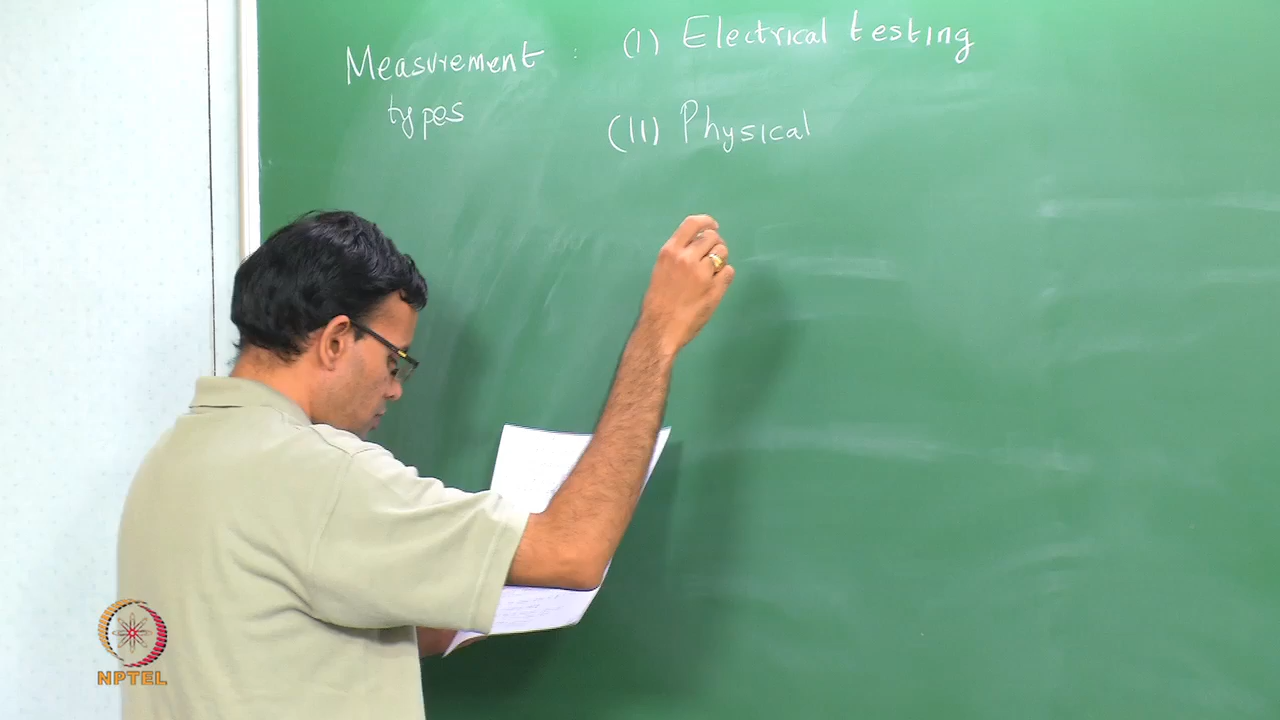 Measurement : (I) Electrical testing
types
(II) Physical
NPTEL